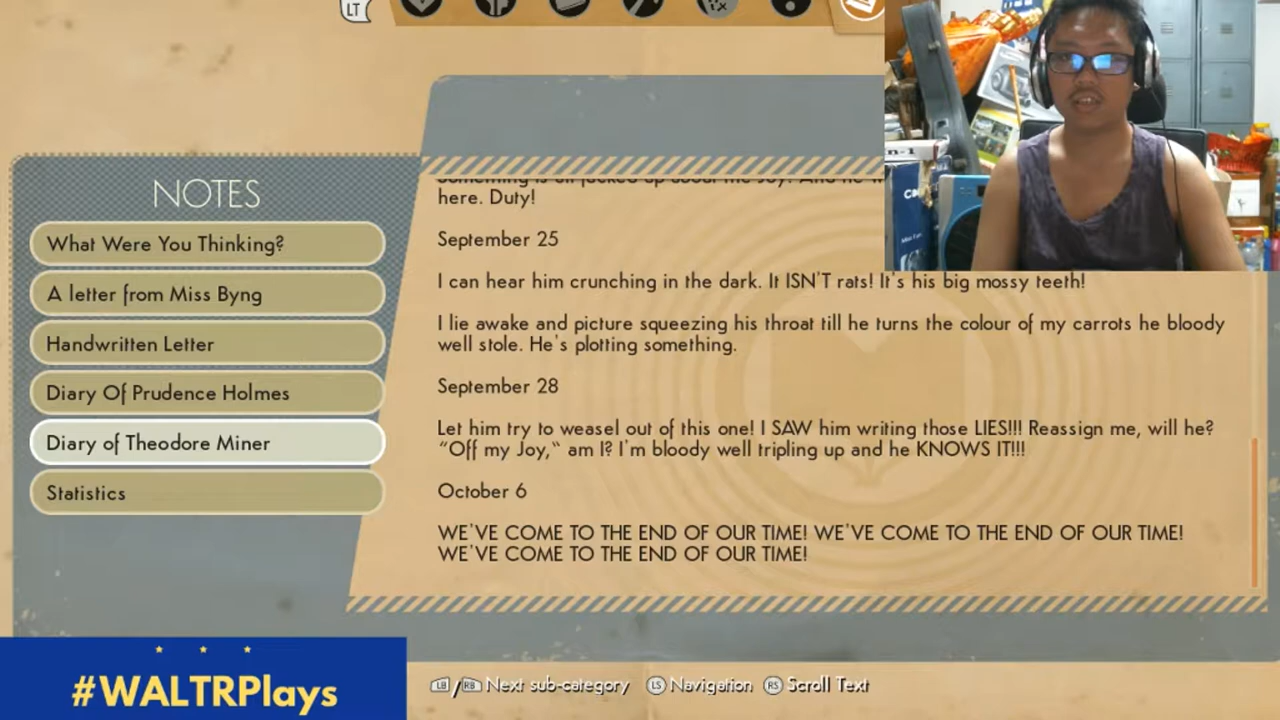 LT
NOTES
What Were You Thinking?
A letter from Miss Byng
Handwritten Letter
Diary Of Prudence Holmes
Diary of Theodore Miner
Statistics
here. Duty!
September 25
I can hear him crunching in the dark. It ISN'T rats! It's his big mossy teeth!
I lie awake and picture squeezing his throat till he turns the colour of my carrots he bloody
well stole. He's plotting something.
September 28
Let him try to weasel out of this one! I SAW him writing those LIES!!! Reassign me, will he?
"Off my Joy," am I? I'm bloody well tripling up and he KNOWS IT!!!
October 6
WE'VE COME TO THE END OF OUR TIME! WE'VE COME TO THE END OF OUR TIME!
WE'VE COME TO THE END OF OUR TIME!
#WALTRPlays
LB/RB Next sub-category LS Navigation RS Scroll Text